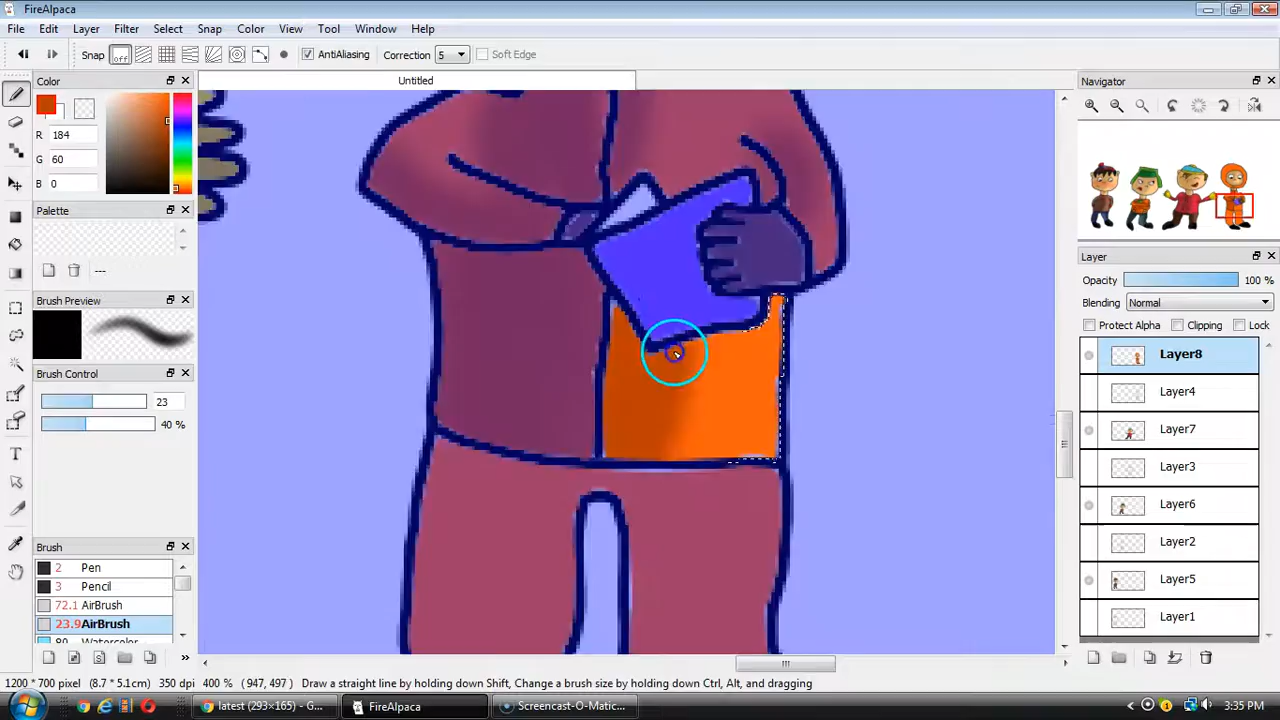 FireAlpaca
File Edit Layer Filter Select Snap Color View Tool Window Help
Snap off AntiAliasing Correction 5 Soft Edge
Color
Untitled
Navigator
R 184
G 60
B 0
Palette
---
Brush Preview
Brush Control
23
40 %
Brush
2 Pen
3 Pencil
72.1 AirBrush
23.9 AirBrush
80 Watercolor
Layer
Opacity 100 %
Blending Normal
Protect Alpha Clipping Lock
Layer8
Layer4
Layer7
Layer3
Layer6
Layer2
Layer5
Layer1
1200 * 700 pixel (8.7 * 5.1cm) 350 dpi 400 % (947, 497) Draw a straight line by holding down Shift, Change a brush size by holding down Ctrl, Alt, and dragging
latest (293×165) - G... FireAlpaca Screencast-O-Matic... 3:35 PM